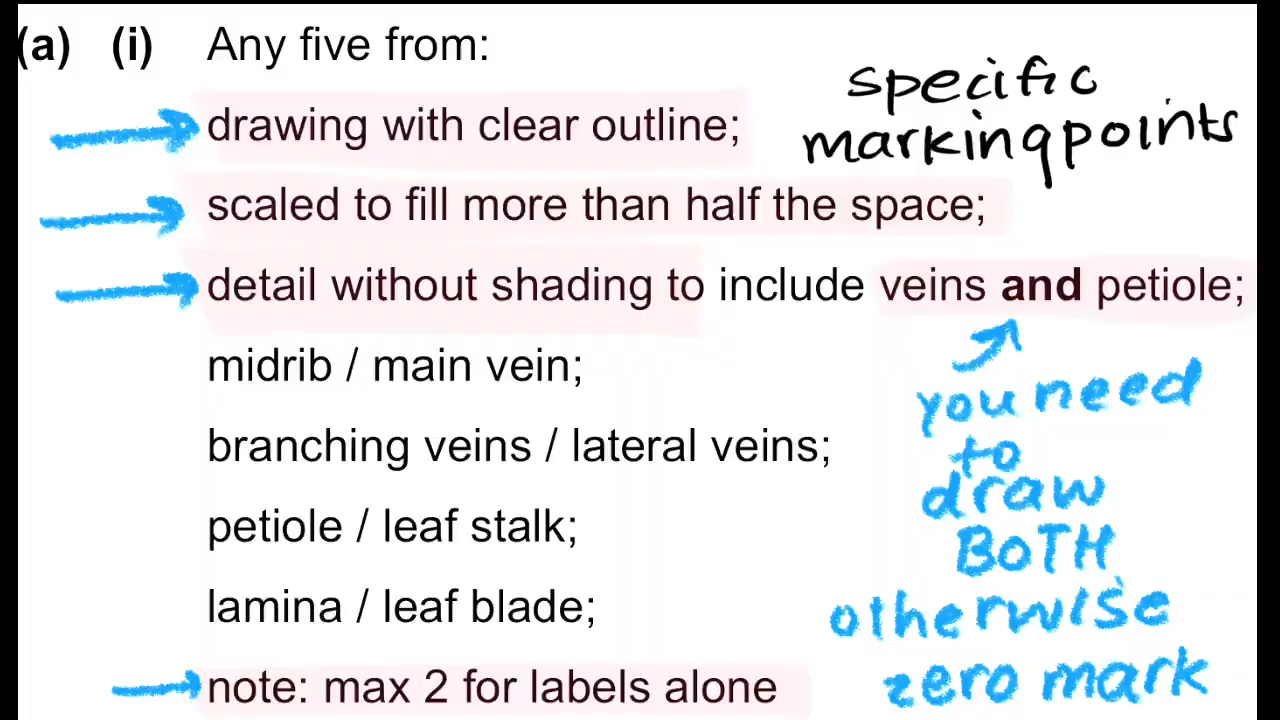 (a) (i) Any five from:
specific
marking points
drawing with clear outline;
scaled to fill more than half the space;
detail without shading to include veins and petiole;
midrib / main vein;
you need
branching veins / lateral veins;
to
draw
petiole / leaf stalk;
BOTH
lamina / leaf blade;
otherwise
note: max 2 for labels alone
zero mark